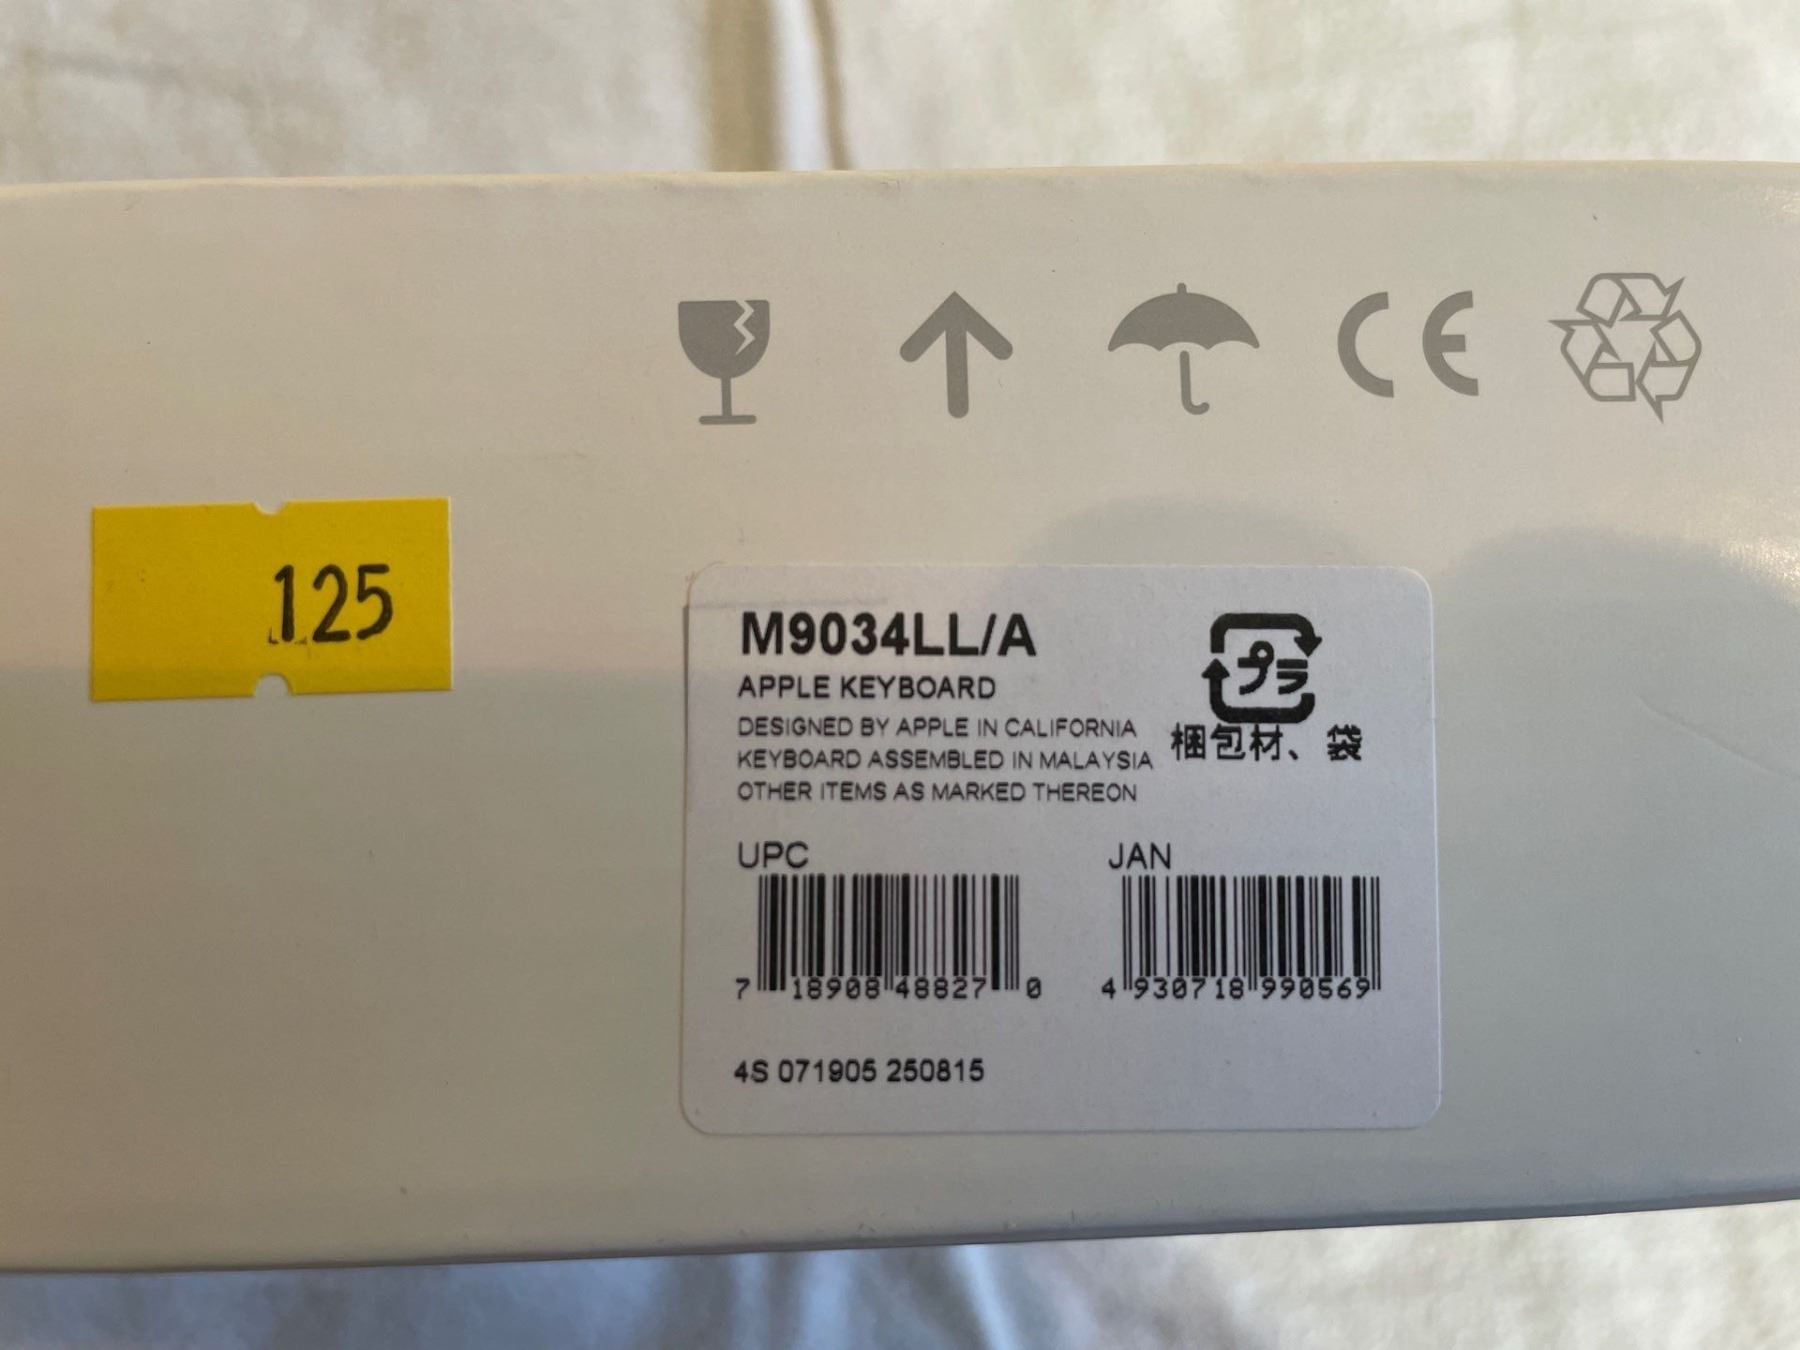 CE
125
M9034LL/A
APPLE KEYBOARD
DESIGNED BY APPLE IN CALIFORNIA
KEYBOARD ASSEMBLED IN MALAYSIA
OTHER ITEMS AS MARKED THEREON
プラ
梱包材、袋
UPC
7 18908 48827 0
JAN
4 930718 990569
4S 071905 250815